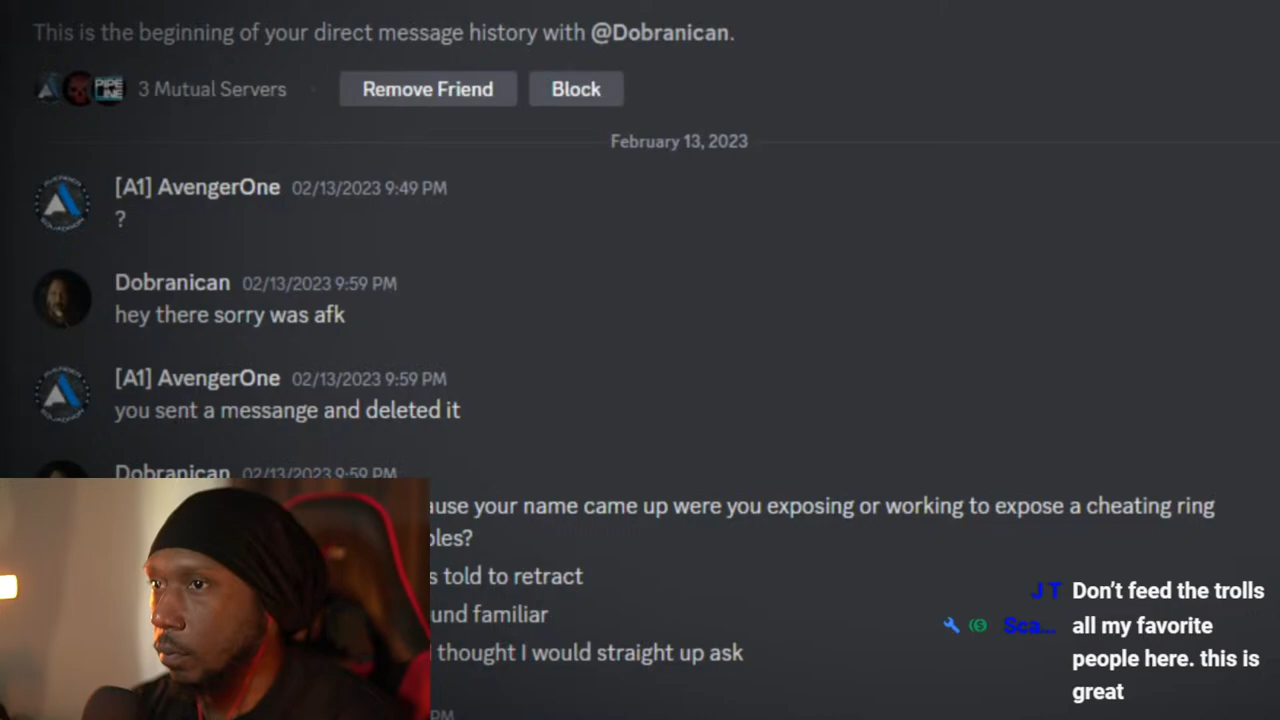 This is the beginning of your direct message history with @Dobranican.
PIPE
LINE
3 Mutual Servers
Remove Friend
Block
February 13, 2023
[A1] AvengerOne 02/13/2023 9:49 PM
?
Dobranican 02/13/2023 9:59 PM
hey there sorry was afk
[A1] AvengerOne 02/13/2023 9:59 PM
you sent a messange and deleted it
Dobranican 02/13/2023 9:59 PM
ause your name came up were you exposing or working to expose a cheating ring
oles?
s told to retract
und familiar
thought I would straight up ask
PM
J T Don't feed the trolls
Sca... all my favorite
people here. this is
great